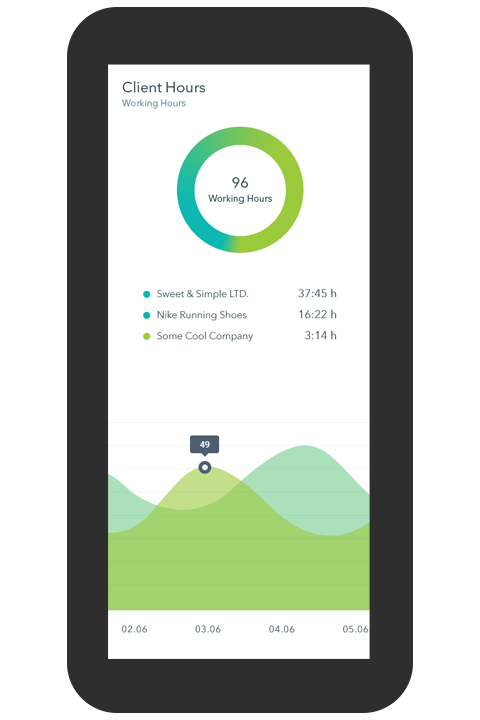 Client Hours
Working Hours
96
Working Hours
Sweet & Simple LTD. 37:45 h
Nike Running Shoes 16:22 h
Some Cool Company 3:14 h
49
02.06 03.06 04.06 05.06